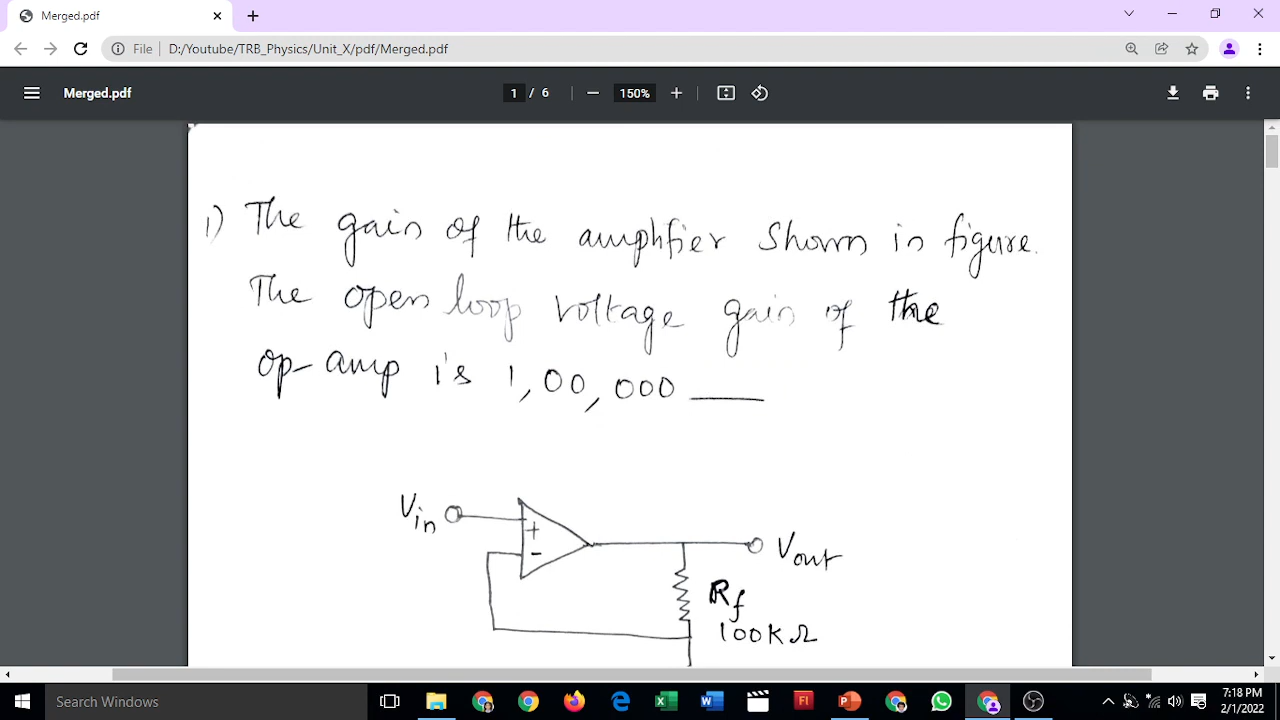 Merged.pdf
File
D:/Youtube/TRB_Physics/Unit_X/pdf/Merged.pdf
Merged.pdf
1 / 6
150%
1) The gain of the amplifier shown in figure.
The open loop voltage gain of the
op-amp is 1,00,000 ____
Vin
+
-
Vout
Rf
100KΩ
Search Windows
7:18 PM
2/1/2022